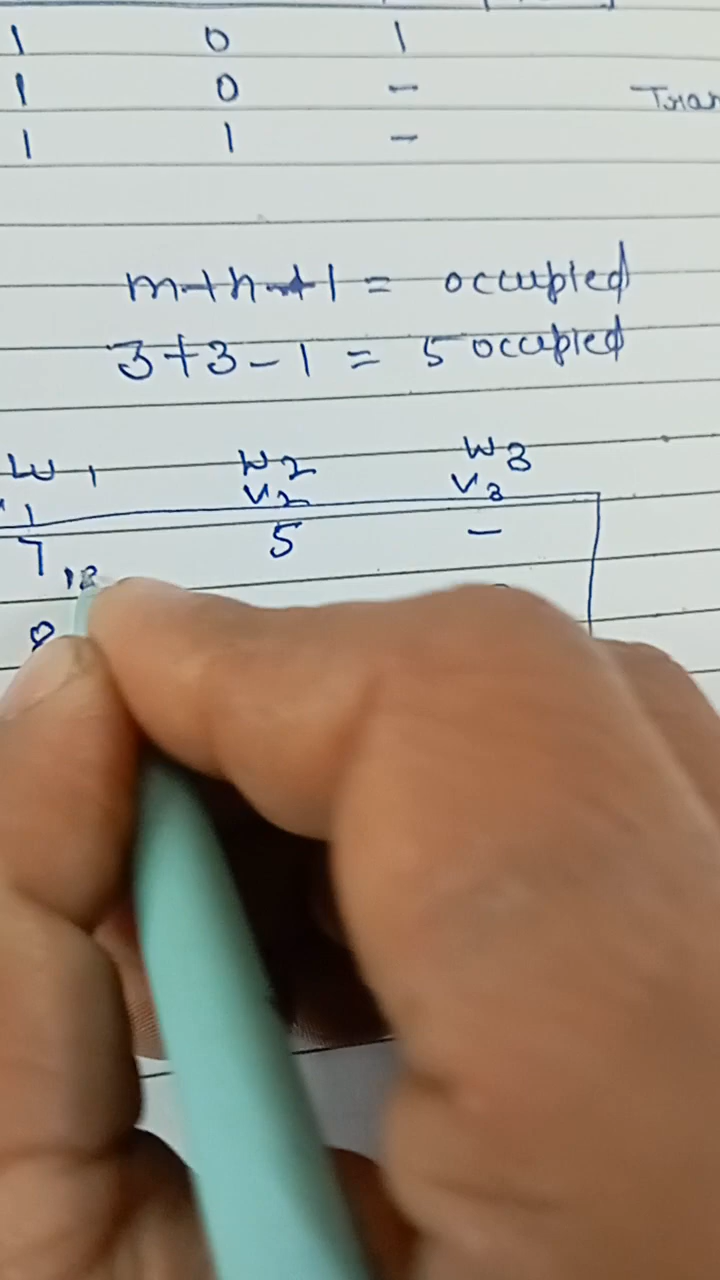 1 0 1
1 0 -
1 1 -
m+n-1 = occupied
3+3-1 = 5 occupied
W1 W2 W3
V2 V3
7 5 -